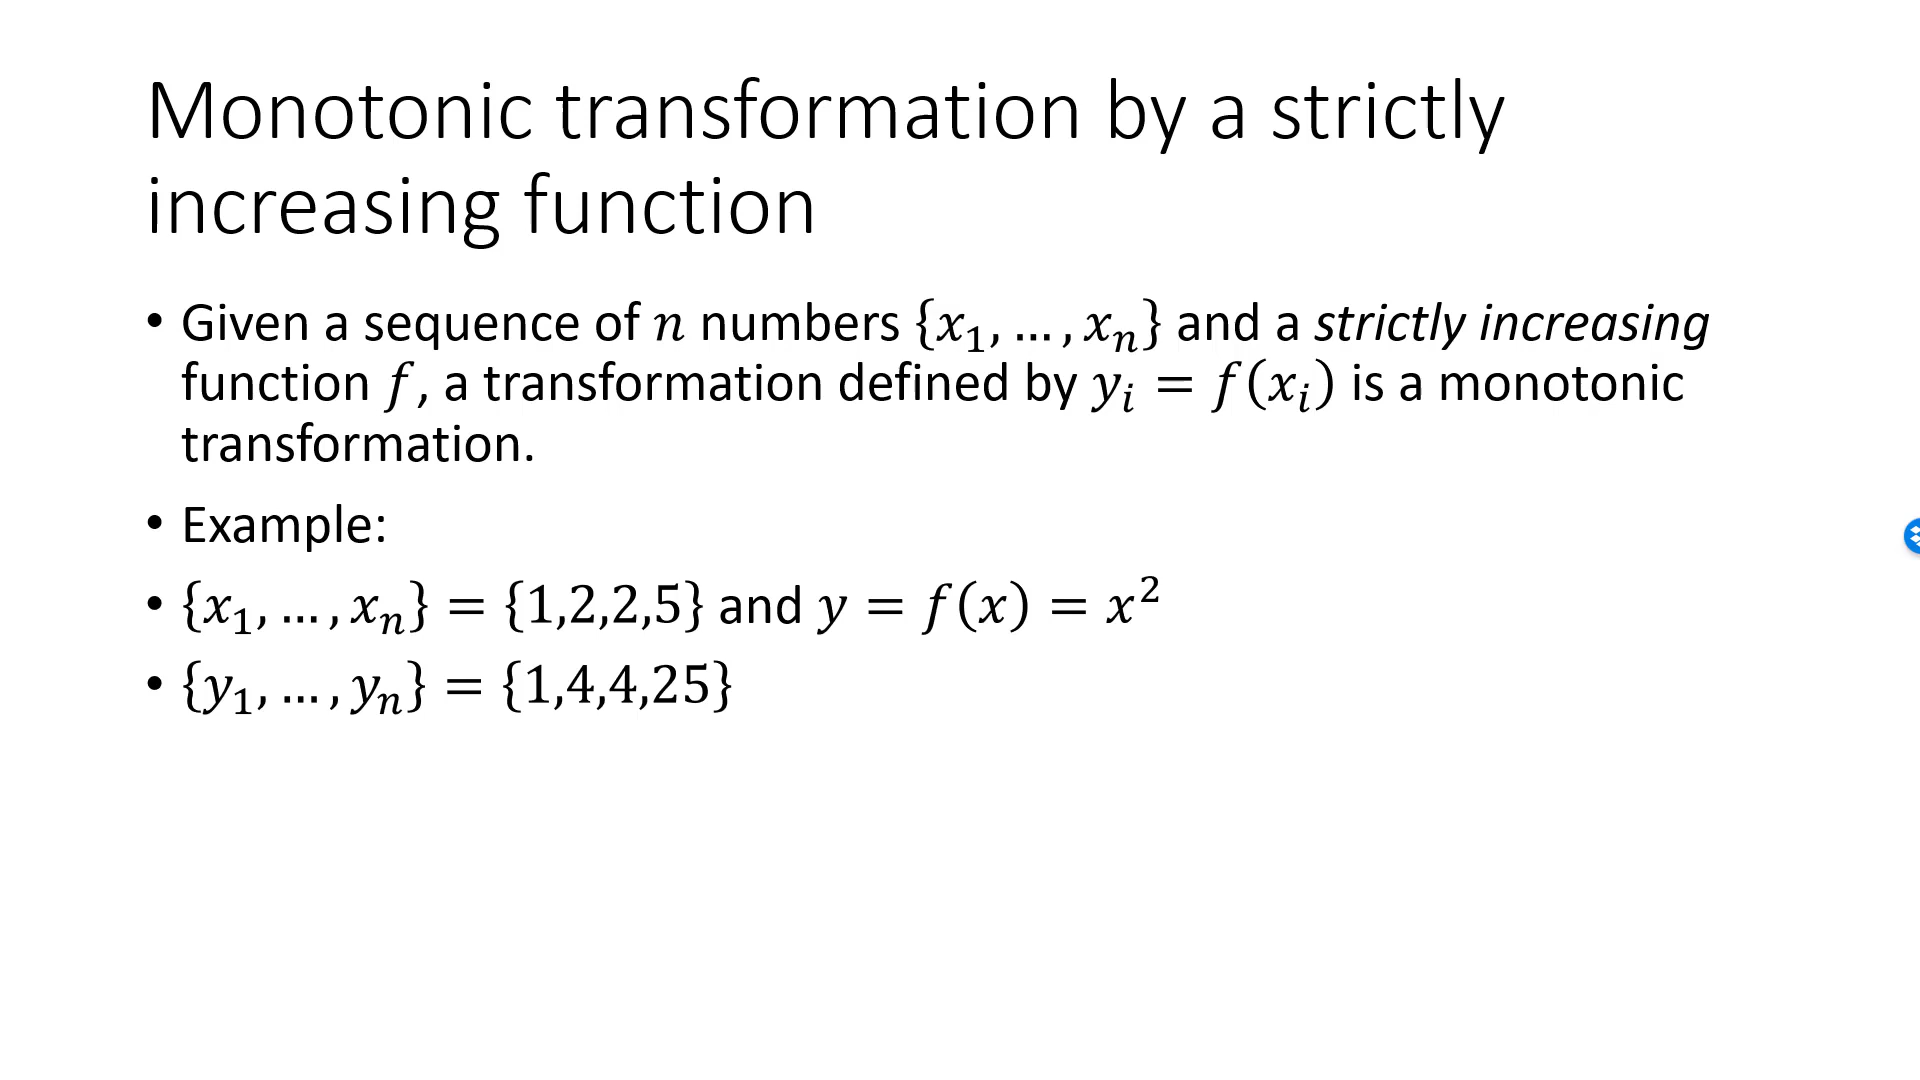 Monotonic transformation by a strictly
increasing function
• Given a sequence of 𝑛 numbers {𝑥₁, … , 𝑥ₙ} and a strictly increasing
function 𝑓, a transformation defined by 𝑦ᵢ = 𝑓(𝑥ᵢ) is a monotonic
transformation.
• Example:
• {𝑥₁, … , 𝑥ₙ} = {1,2,2,5} and 𝑦 = 𝑓(𝑥) = 𝑥²
• {𝑦₁, … , 𝑦ₙ} = {1,4,4,25}